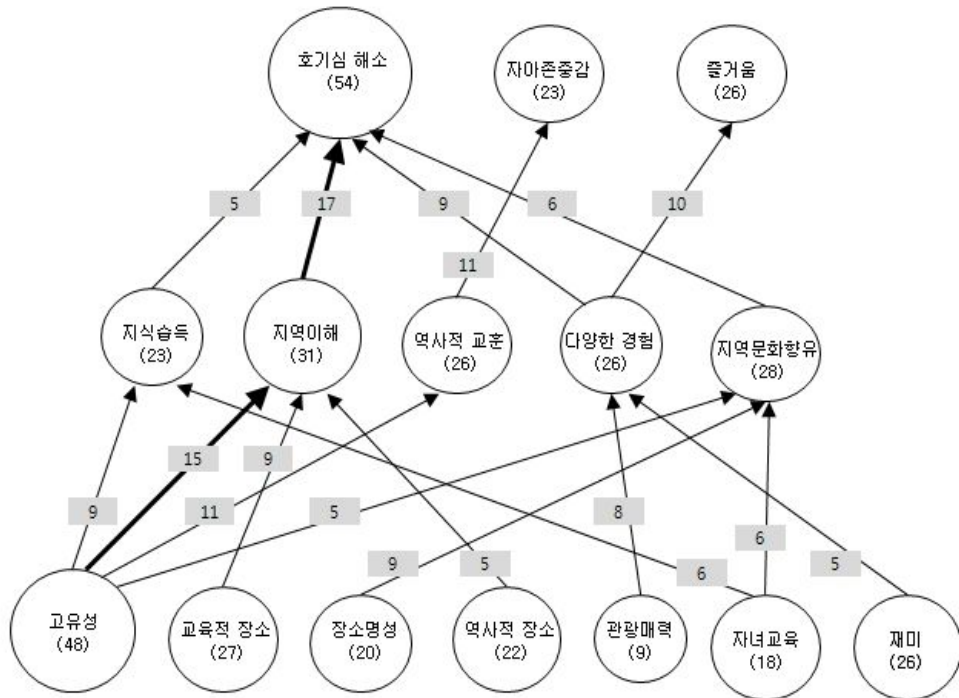 호기심 해소
(54)
자아존중감
(23)
즐거움
(26)
5
17
9
6
10
11
지식습득
(23)
지역이해
(31)
역사적 교훈
(26)
다양한 경험
(26)
지역문화향유
(28)
15
9
9
11
5
8
6
9
6
5
5
고유성
(48)
교육적 장소
(27)
장소명성
(20)
역사적 장소
(22)
관광매력
(9)
자녀교육
(18)
재미
(26)